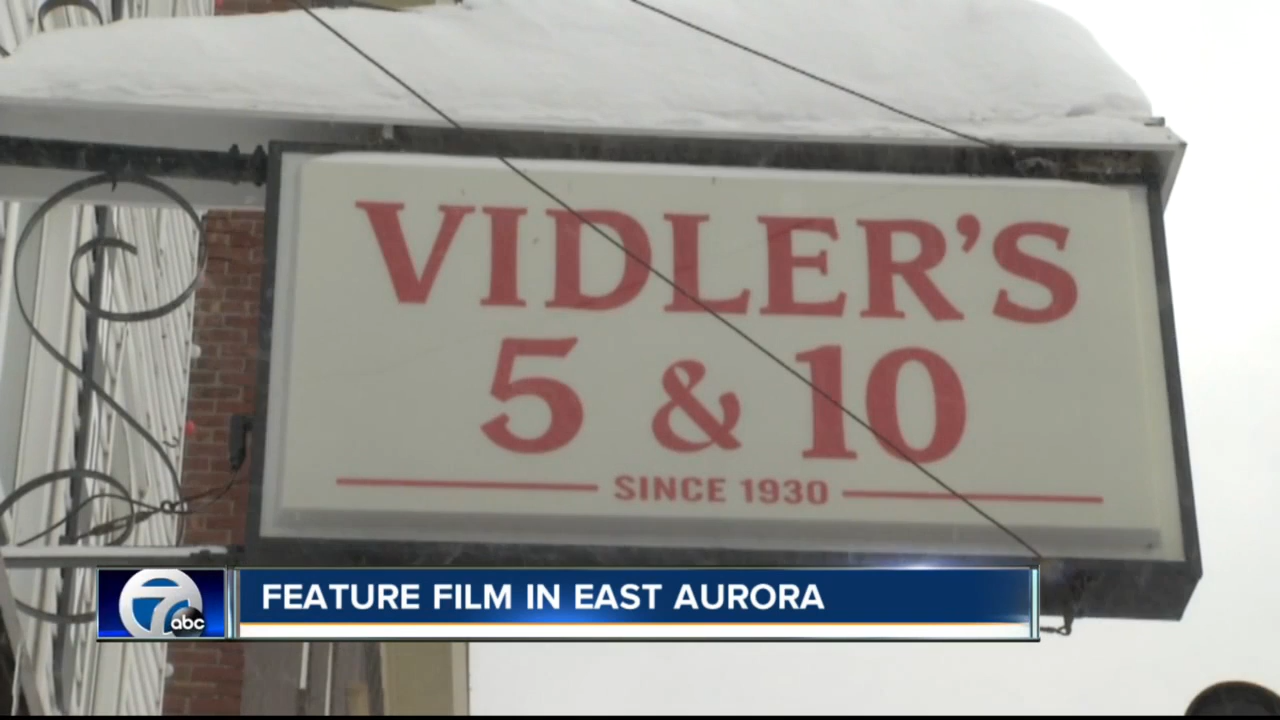 VIDLER'S
5 & 10
SINCE 1930
7 abc
FEATURE FILM IN EAST AURORA